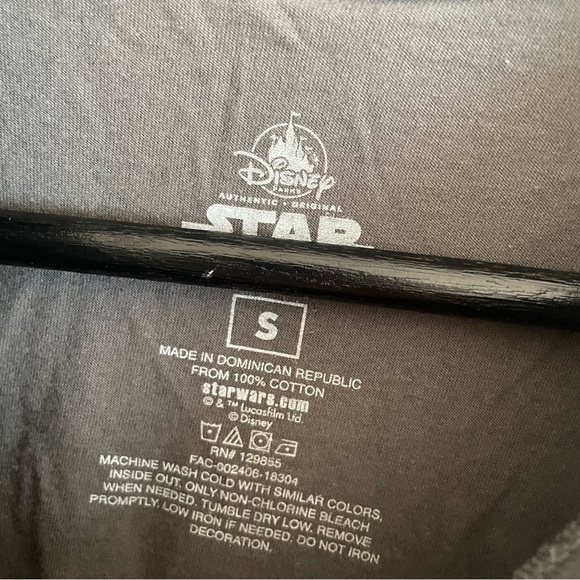 Disney
PARKS
AUTHENTIC • ORIGINAL
STAR
S
MADE IN DOMINICAN REPUBLIC
FROM 100% COTTON
starwars.com
© & ™ Lucasfilm Ltd.
© Disney
RN# 129855
FAC-002406-18304
MACHINE WASH COLD WITH SIMILAR COLORS,
INSIDE OUT. ONLY NON-CHLORINE BLEACH
WHEN NEEDED. TUMBLE DRY LOW. REMOVE
PROMPTLY. LOW IRON IF NEEDED. DO NOT IRON
DECORATION.